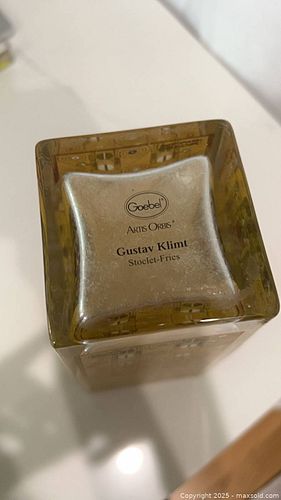 Goebel
ARTIS ORBIS
Gustav Klimt
Stoclet-Fries
Copyright 2025 - maxsold.com